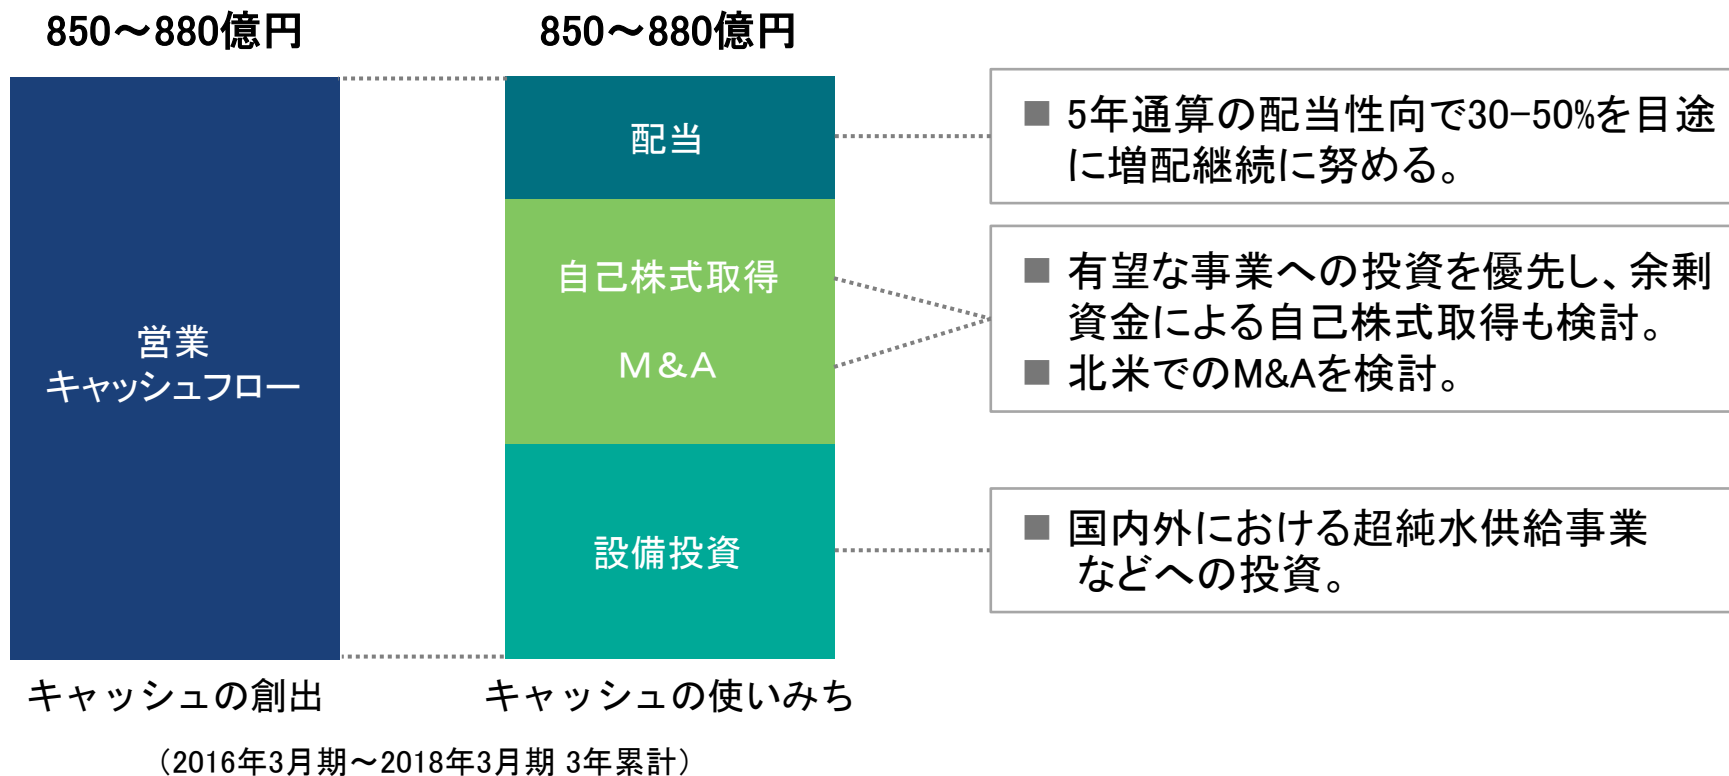 850～880億円
850～880億円
営業
キャッシュフロー
配当
自己株式取得
M&A
設備投資
■ 5年通算の配当性向で30-50%を目途
に増配継続に努める。
■ 有望な事業への投資を優先し、余剰
資金による自己株式取得も検討。
■ 北米でのM&Aを検討。
■ 国内外における超純水供給事業
などへの投資。
キャッシュの創出
キャッシュの使いみち
（2016年3月期～2018年3月期 3年累計）